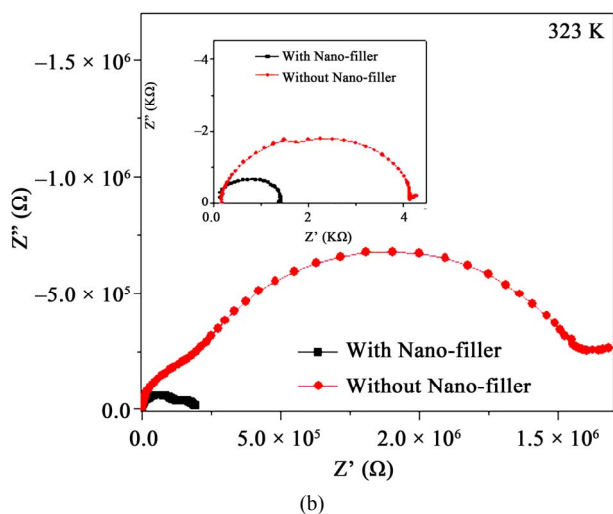 323 K
−1.5 × 10⁶
−1.0 × 10⁶
−5.0 × 10⁵
0.0
Z" (Ω)
−4
−2
0
Z" (KΩ)
With Nano-filler
Without Nano-filler
0.0
2
4
Z' (KΩ)
With Nano-filler
Without Nano-filler
0
5.0 × 10⁵
2.0 × 10⁶
1.5 × 10⁶
Z' (Ω)
(b)